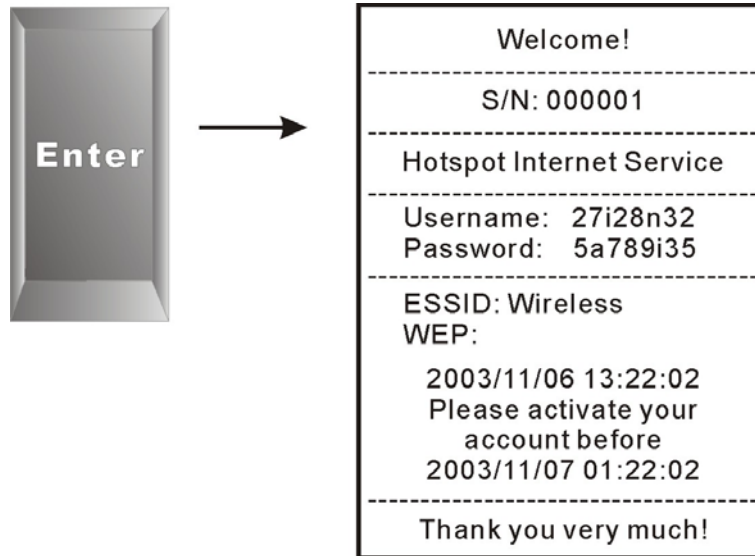 Enter
Welcome!
S/N: 000001
Hotspot Internet Service
Username: 27i28n32
Password: 5a789i35
ESSID: Wireless
WEP:
2003/11/06 13:22:02
Please activate your
account before
2003/11/07 01:22:02
Thank you very much!